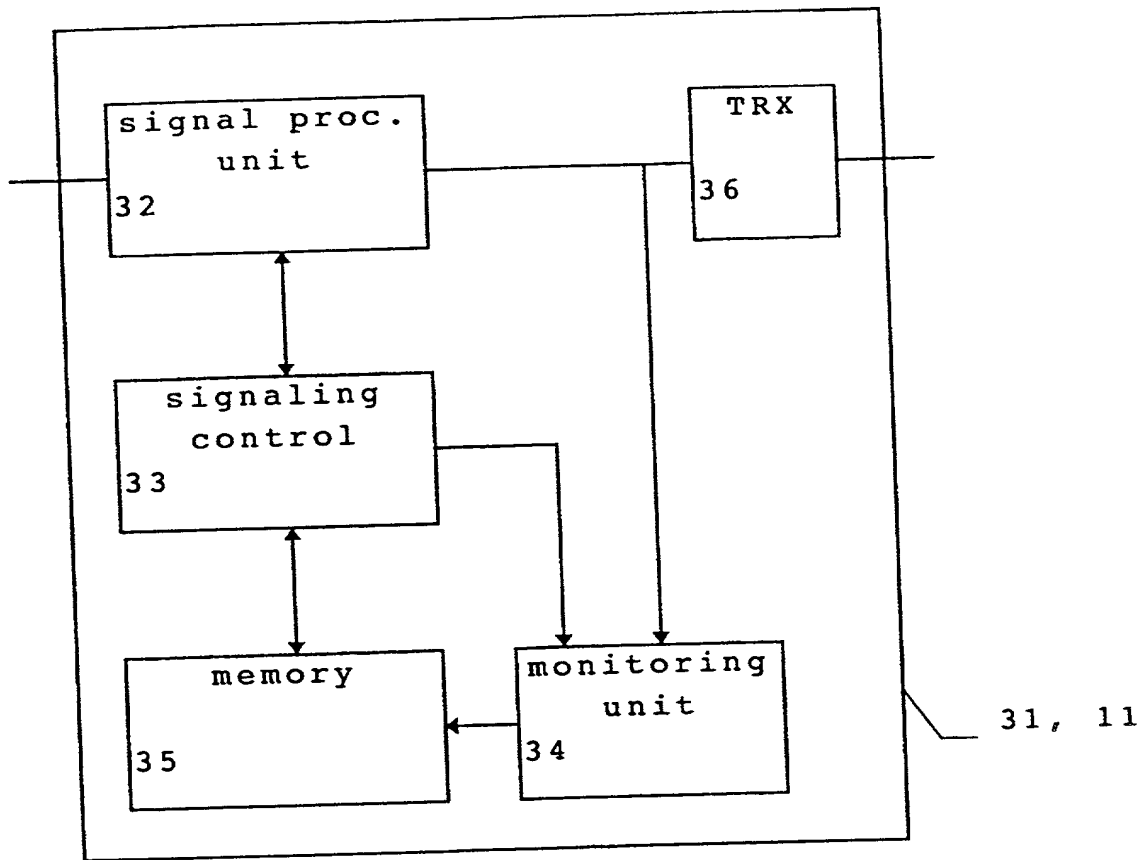 signal proc.
unit
32
TRX
36
signaling
control
33
memory
35
monitoring
unit
34
31, 11